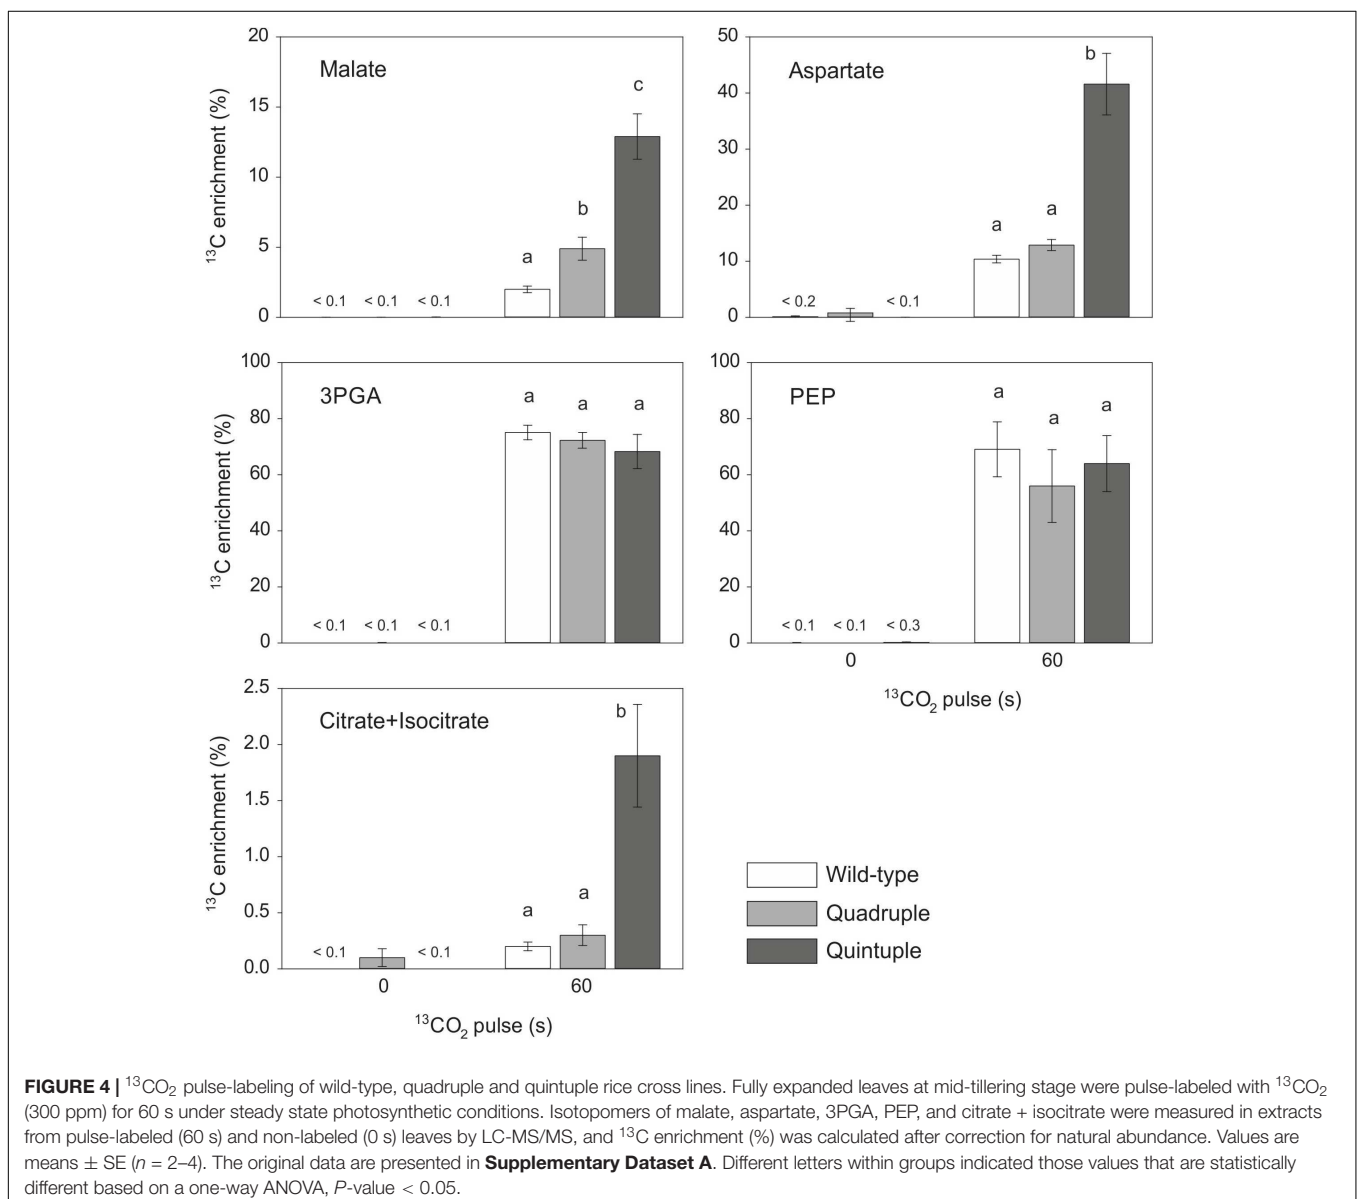 20
15
10
5
0
¹³C enrichment (%)
Malate
< 0.1 < 0.1 < 0.1
a
b
c
50
40
30
20
10
0
Aspartate
< 0.2 < 0.1
a
a
b
100
80
60
40
20
0
¹³C enrichment (%)
3PGA
< 0.1 < 0.1 < 0.1
a a a
100
80
60
40
20
0
PEP
< 0.1 < 0.1 < 0.3
a a a
0 60
¹³CO₂ pulse (s)
2.5
2.0
1.5
1.0
0.5
0.0
¹³C enrichment (%)
Citrate+Isocitrate
< 0.1 < 0.1
a
a
b
0 60
¹³CO₂ pulse (s)
Wild-type
Quadruple
Quintuple
FIGURE 4 | ¹³CO₂ pulse-labeling of wild-type, quadruple and quintuple rice cross lines. Fully expanded leaves at mid-tillering stage were pulse-labeled with ¹³CO₂
(300 ppm) for 60 s under steady state photosynthetic conditions. Isotopomers of malate, aspartate, 3PGA, PEP, and citrate + isocitrate were measured in extracts
from pulse-labeled (60 s) and non-labeled (0 s) leaves by LC-MS/MS, and ¹³C enrichment (%) was calculated after correction for natural abundance. Values are
means ± SE (n = 2–4). The original data are presented in Supplementary Dataset A. Different letters within groups indicated those values that are statistically
different based on a one-way ANOVA, P-value < 0.05.